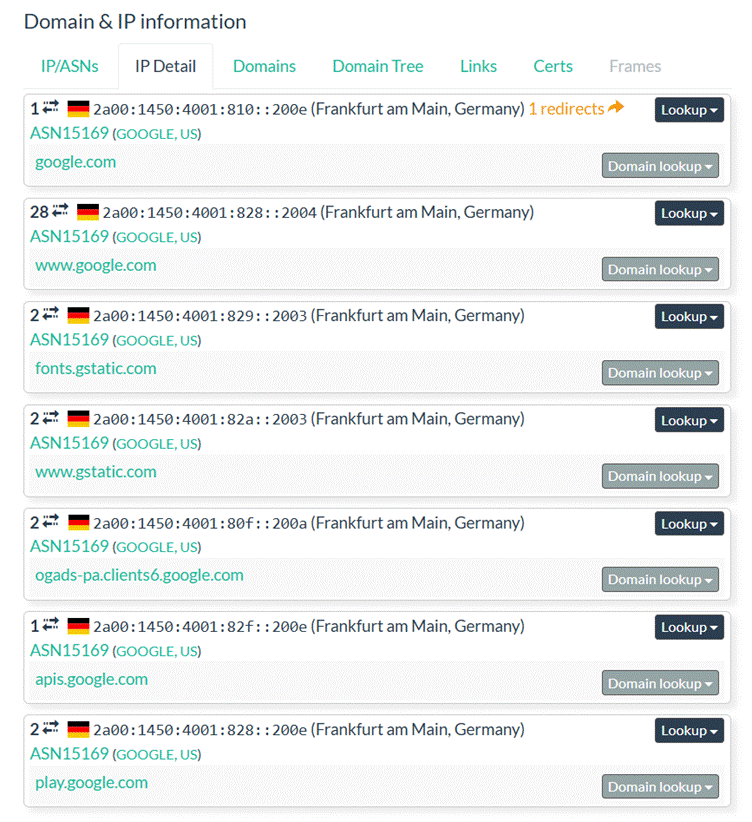 Domain & IP information
IP/ASNs IP Detail Domains Domain Tree Links Certs Frames
1 2a00:1450:4001:810::200e (Frankfurt am Main, Germany) 1 redirects Lookup
ASN15169 (GOOGLE, US)
google.com Domain lookup
28 2a00:1450:4001:828::2004 (Frankfurt am Main, Germany) Lookup
ASN15169 (GOOGLE, US)
www.google.com Domain lookup
2 2a00:1450:4001:829::2003 (Frankfurt am Main, Germany) Lookup
ASN15169 (GOOGLE, US)
fonts.gstatic.com Domain lookup
2 2a00:1450:4001:82a::2003 (Frankfurt am Main, Germany) Lookup
ASN15169 (GOOGLE, US)
www.gstatic.com Domain lookup
2 2a00:1450:4001:80f::200a (Frankfurt am Main, Germany) Lookup
ASN15169 (GOOGLE, US)
ogads-pa.clients6.google.com Domain lookup
1 2a00:1450:4001:82f::200e (Frankfurt am Main, Germany) Lookup
ASN15169 (GOOGLE, US)
apis.google.com Domain lookup
2 2a00:1450:4001:828::200e (Frankfurt am Main, Germany) Lookup
ASN15169 (GOOGLE, US)
play.google.com Domain lookup